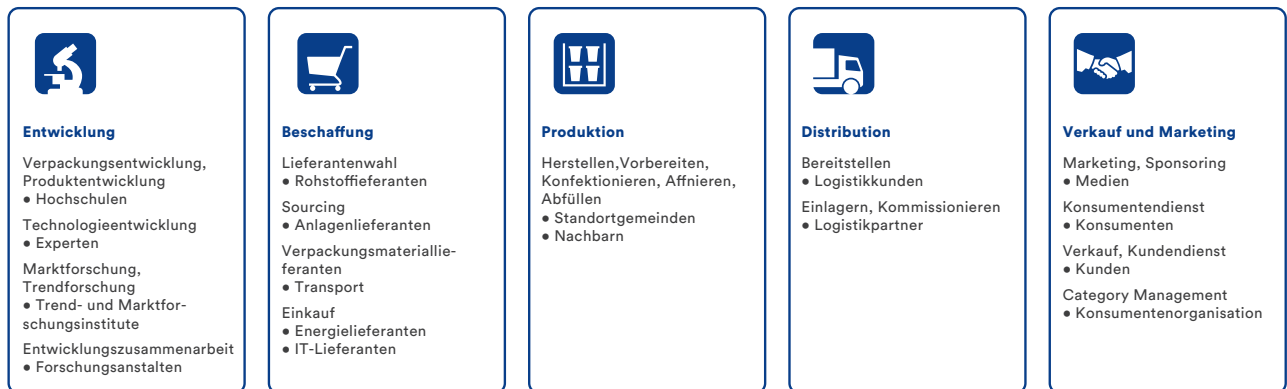 Entwicklung
Verpackungsentwicklung,
Produktentwicklung
● Hochschulen
Technologieentwicklung
● Experten
Marktforschung,
Trendforschung
● Trend- und Marktfor-
schungsinstitute
Entwicklungszusammenarbeit
● Forschungsanstalten
Beschaffung
Lieferantenwahl
● Rohstofflieferanten
Sourcing
● Anlagenlieferanten
Verpackungsmateriallie-
feranten
● Transport
Einkauf
● Energielieferanten
● IT-Lieferanten
Produktion
Herstellen,Vorbereiten,
Konfektionieren, Affnieren,
Abfüllen
● Standortgemeinden
● Nachbarn
Distribution
Bereitstellen
● Logistikkunden
Einlagern, Kommissionieren
● Logistikpartner
Verkauf und Marketing
Marketing, Sponsoring
● Medien
Konsumentendienst
● Konsumenten
Verkauf, Kundendienst
● Kunden
Category Management
● Konsumentenorganisation